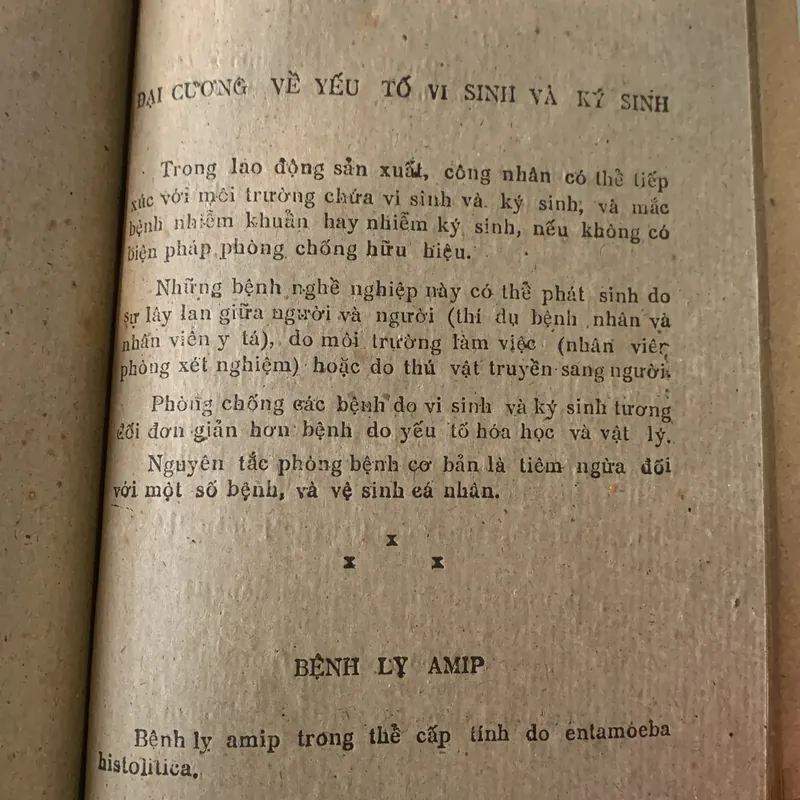 ĐẠI CƯƠNG VỀ YẾU TỐ VI SINH VÀ KÝ SINH
Trong lao động sản xuất, công nhân có thể tiếp
xúc với môi trường chứa vi sinh và ký sinh, và mắc
bệnh nhiễm khuẩn hay nhiễm ký sinh, nếu không có
biện pháp phòng chống hữu hiệu.
Những bệnh nghề nghiệp này có thể phát sinh do
sự lây lan giữa người và người (thí dụ bệnh nhân và
nhân viên y tá), do môi trường làm việc (nhân viên
phòng xét nghiệm) hoặc do thú vật truyền sang người.
Phòng chống các bệnh do vi sinh và ký sinh tương
đối đơn giản hơn bệnh do yếu tố hóa học và vật lý.
Nguyên tắc phòng bệnh cơ bản là tiêm ngừa đối
với một số bệnh, và vệ sinh cá nhân.
x
x x
BỆNH LỴ AMIP
Bệnh lỵ amip trong thể cấp tính do entamoeba
histolitica.